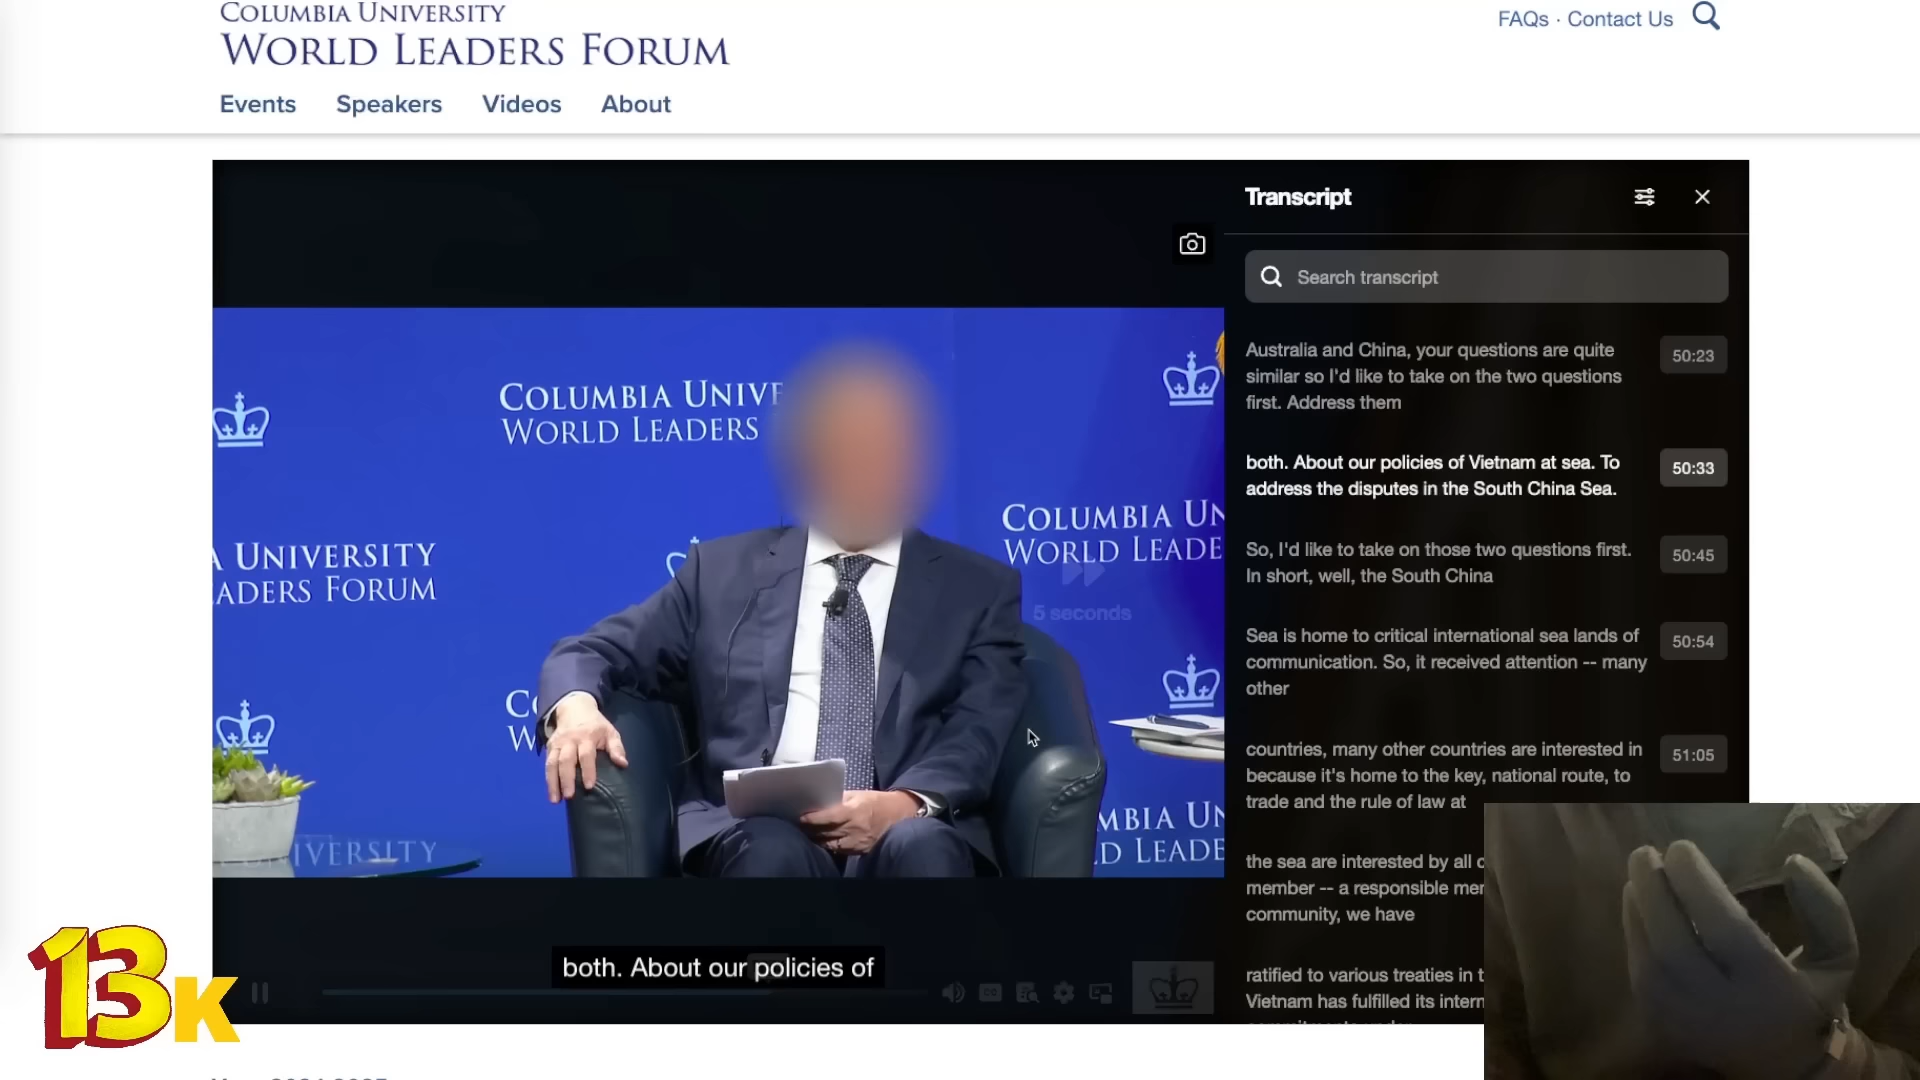 COLUMBIA UNIVERSITY
WORLD LEADERS FORUM
FAQs · Contact Us
Events
Speakers
Videos
About
Transcript
Search transcript
Australia and China, your questions are quite
similar so I'd like to take on the two questions
first. Address them
50:23
both. About our policies of Vietnam at sea. To
address the disputes in the South China Sea.
50:33
So, I'd like to take on those two questions first.
In short, well, the South China
50:45
Sea is home to critical international sea lands of
communication. So, it received attention -- many
other
50:54
countries, many other countries are interested in
because it's home to the key, national route, to
trade and the rule of law at
51:05
the sea are interested by all
member -- a responsible
community, we have
ratified to various treaties in
Vietnam has fulfilled its
COLUMBIA UNIVE
WORLD LEADERS
COLUMBIA UN
WORLD LEADE
A UNIVERSITY
EADERS FORUM
5 seconds
CO
W
MBIA UN
D LEADE
IVERSITY
both. About our policies of
CC
13K